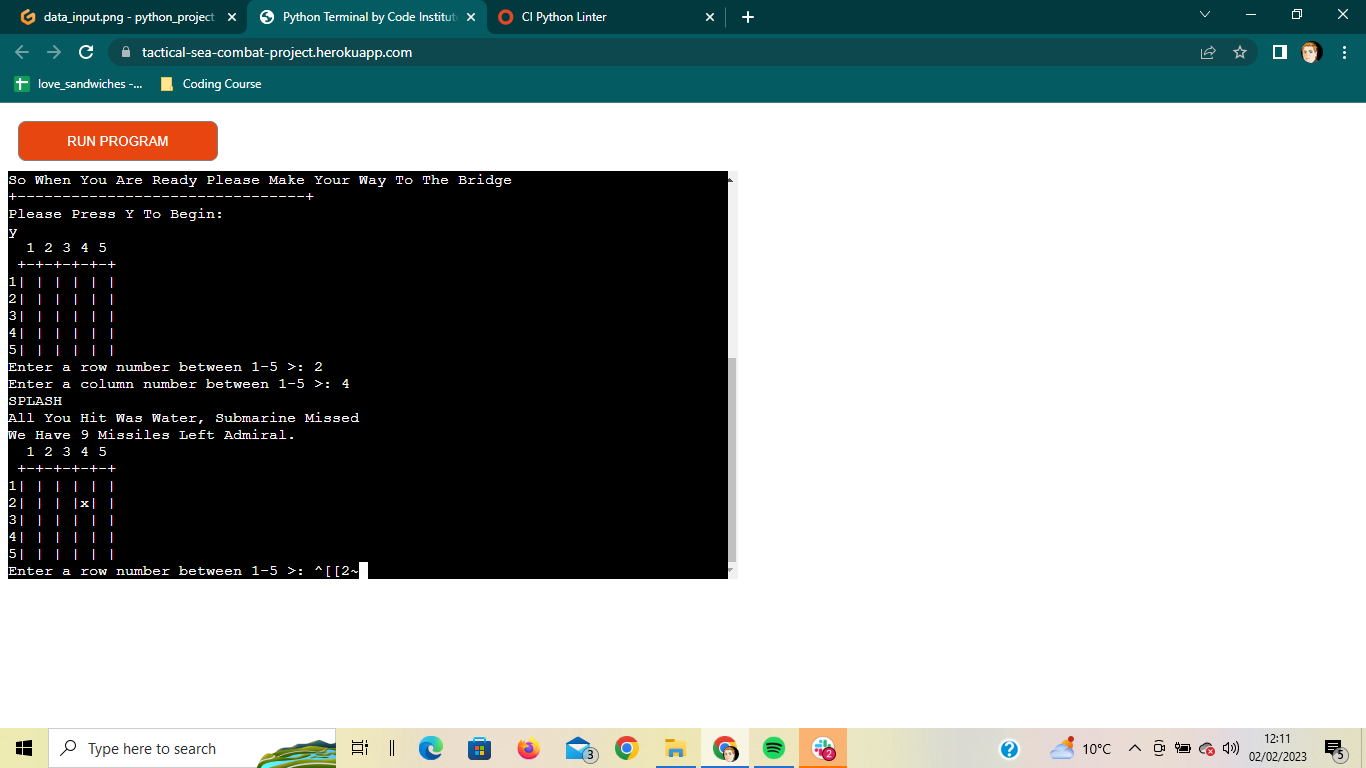 data_input.png - python_project
Python Terminal by Code Institut
CI Python Linter
tactical-sea-combat-project.herokuapp.com
love_sandwiches -...
Coding Course
RUN PROGRAM
So When You Are Ready Please Make Your Way To The Bridge
+--------------------------------+
Please Press Y To Begin:
y
  1 2 3 4 5
 +-+-+-+-+-+
1| | | | | |
2| | | | | |
3| | | | | |
4| | | | | |
5| | | | | |
Enter a row number between 1-5 >: 2
Enter a column number between 1-5 >: 4
SPLASH
All You Hit Was Water, Submarine Missed
We Have 9 Missiles Left Admiral.
  1 2 3 4 5
 +-+-+-+-+-+
1| | | | | |
2| | | |x| |
3| | | | | |
4| | | | | |
5| | | | | |
Enter a row number between 1-5 >: ^[[2~
Type here to search
3
2
10°C
12:11
02/02/2023
5